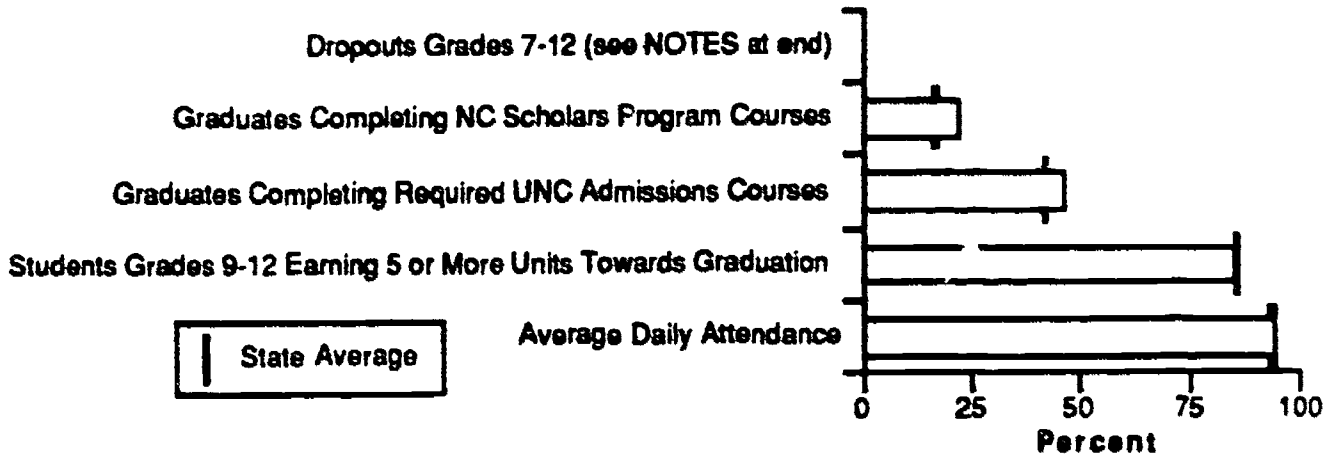 Dropouts Grades 7-12 (see NOTES at end)
Graduates Completing NC Scholars Program Courses
Graduates Completing Required UNC Admissions Courses
Students Grades 9-12 Earning 5 or More Units Towards Graduation
Average Daily Attendance
State Average
0 25 50 75 100
Percent